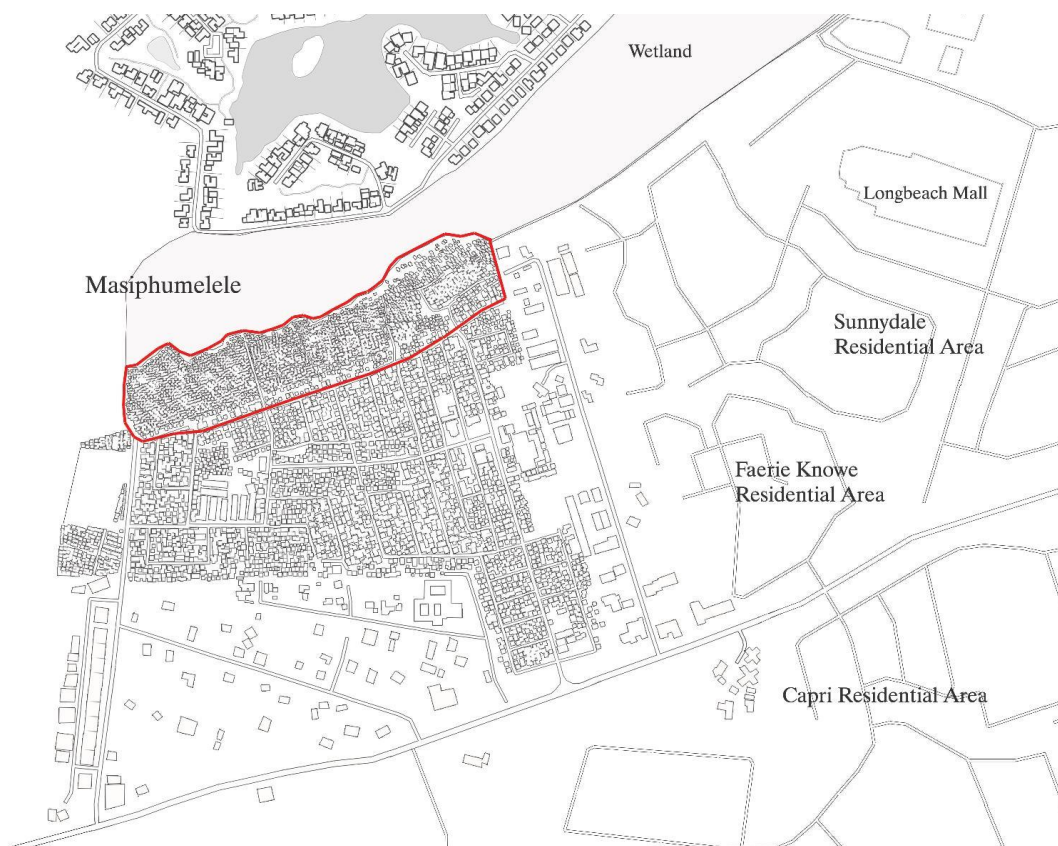 Wetland
Longbeach Mall
Masiphumelele
Sunnydale
Residential Area
Faerie Knowe
Residential Area
Capri Residential Area